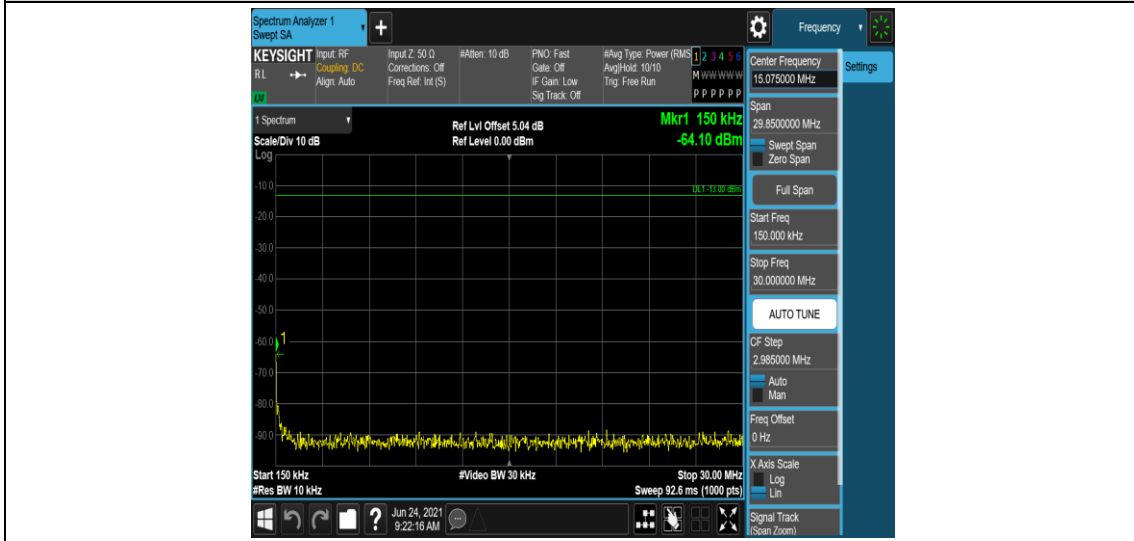 Spectrum Analyzer 1
Swept SA
+
Frequency
KEYSIGHT
RL
Input: RF
Coupling: DC
Align: Auto
Input Z: 50 Ω
Corrections: Off
Freq Ref: Int (S)
#Atten: 10 dB
PNO: Fast
Gate: Off
IF Gain: Low
Sig Track: Off
#Avg Type: Power (RMS
Avg|Hold: 10/10
Trig: Free Run
1 2 3 4 5 6
M W W W W W
P P P P P P
1 Spectrum
Scale/Div 10 dB
Log
Ref Lvl Offset 5.04 dB
Ref Level 0.00 dBm
Mkr1 150 kHz
-64.10 dBm
DL1 -13.00 dBm
-10.0
-20.0
-30.0
-40.0
-50.0
-60.0
-70.0
-80.0
-90.0
1
Start 150 kHz
#Res BW 10 kHz
#Video BW 30 kHz
Stop 30.00 MHz
Sweep 92.6 ms (1000 pts)
?
Jun 24, 2021
9:22:16 AM
Center Frequency
15.075000 MHz
Span
29.8500000 MHz
Swept Span
Zero Span
Full Span
Start Freq
150.000 kHz
Stop Freq
30.000000 MHz
AUTO TUNE
CF Step
2.985000 MHz
Auto
Man
Freq Offset
0 Hz
X Axis Scale
Log
Lin
Signal Track
(Span Zoom)
Settings